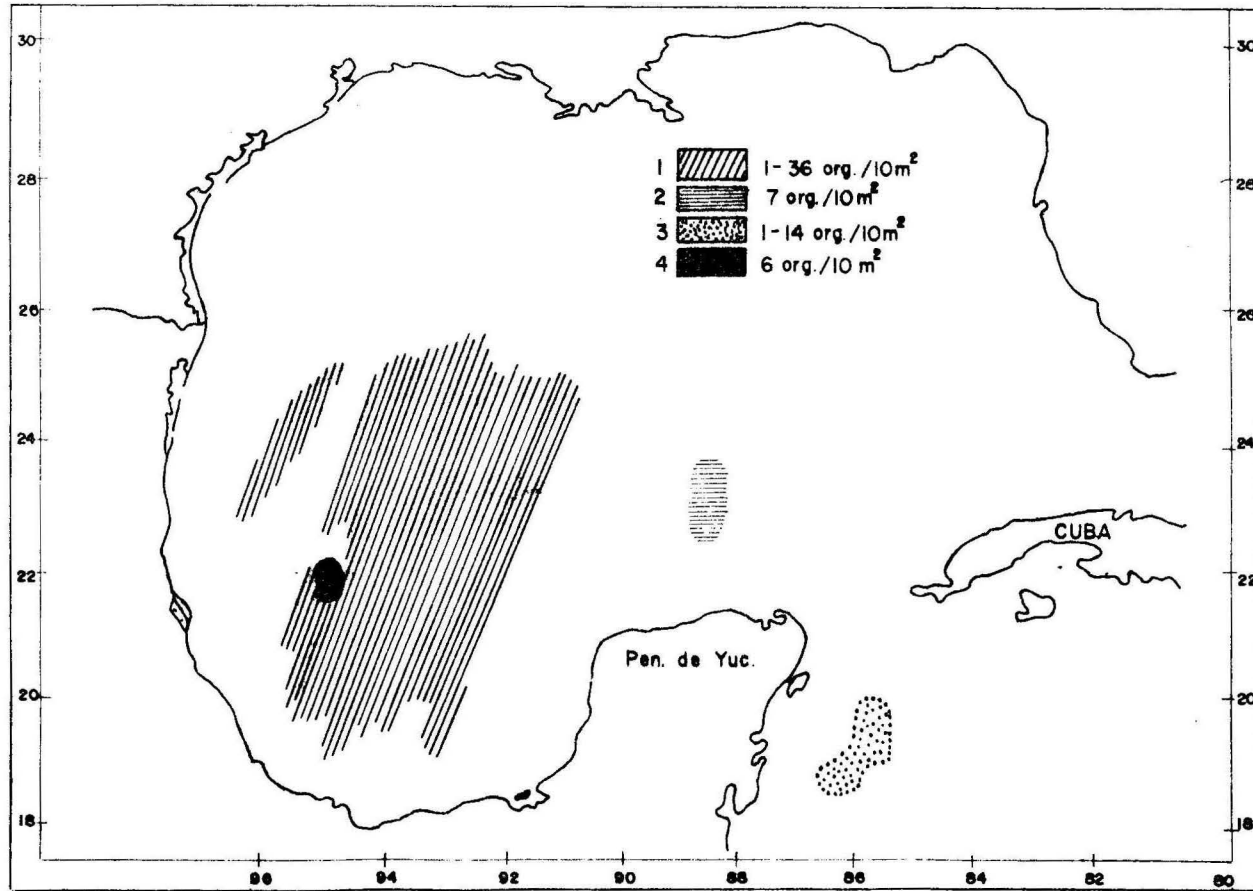 30 30
1 1-36 org./10m²
28 2 7 org./10m² 28
3 1-14 org./10m²
4 6 org./10 m²
26 26
24 24
CUBA
22 22
Pen. de Yuc.
20 20
18 18
96 94 92 90 88 86 84 82 80